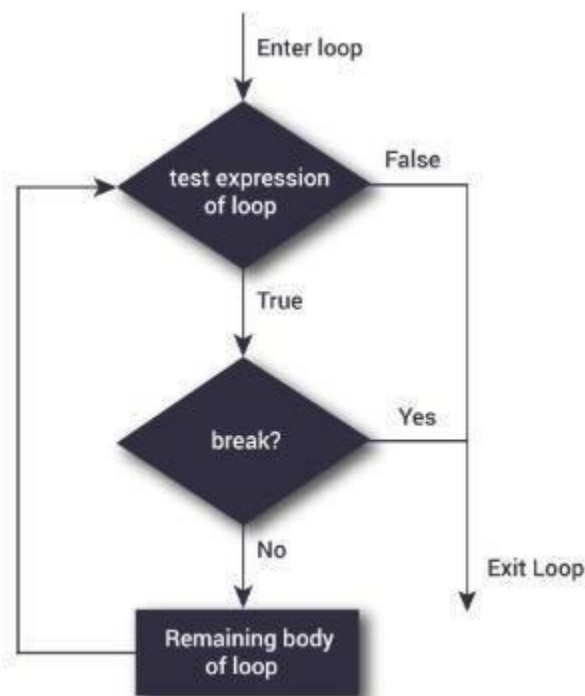 Enter loop
test expression
of loop
False
True
break?
Yes
No
Exit Loop
Remaining body
of loop